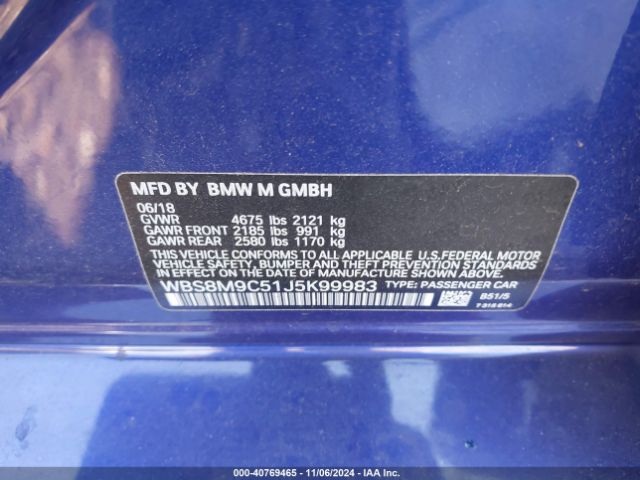 MFD BY BMW M GMBH
06/18
GVWR 4675 lbs 2121 kg
GAWR FRONT 2185 lbs 991 kg
GAWR REAR 2580 lbs 1170 kg
THIS VEHICLE CONFORMS TO ALL APPLICABLE U.S.FEDERAL MOTOR
VEHICLE SAFETY, BUMPER AND THEFT PREVENTION STANDARDS
IN EFFECT ON THE DATE OF MANUFACTURE SHOWN ABOVE.
WBS8M9C51J5K99983 TYPE: PASSENGER CAR
B51/5
7 318 614
000-40769465 - 11/06/2024 - IAA Inc.